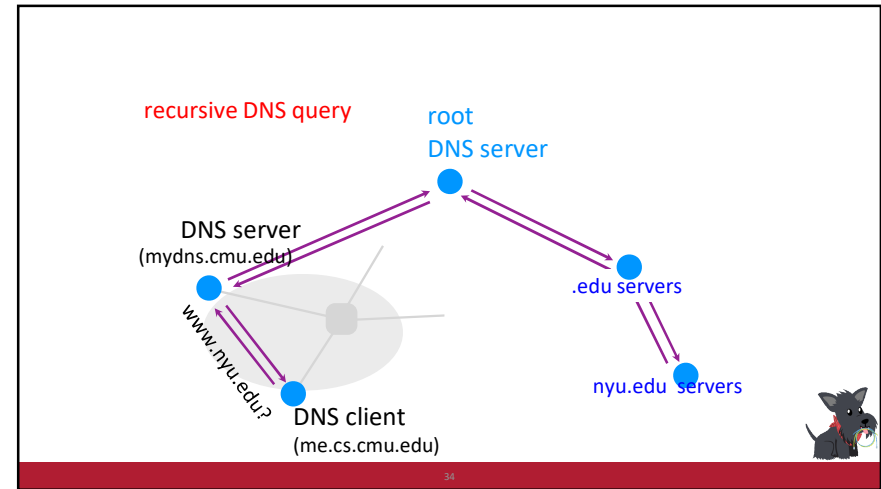 recursive DNS query
root
DNS server
DNS server
(mydns.cmu.edu)
.edu servers
www.nyu.edu?
nyu.edu servers
DNS client
(me.cs.cmu.edu)
34